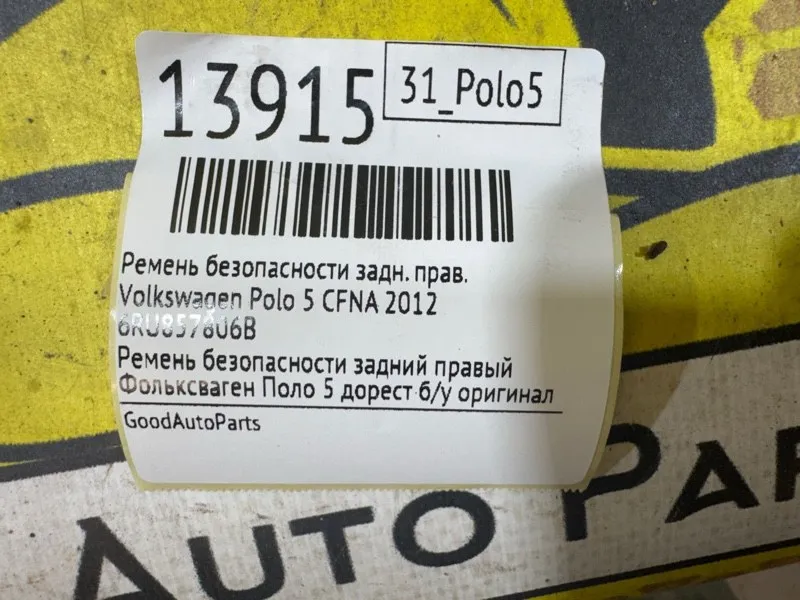 13915
31_Polo5
Ремень безопасности задн. прав.
Volkswagen Polo 5 CFNA 2012
6RU857806B
Ремень безопасности задний правый
Фольксваген Поло 5 дорест б/у оригинал
GoodAutoParts
AUTO PAR